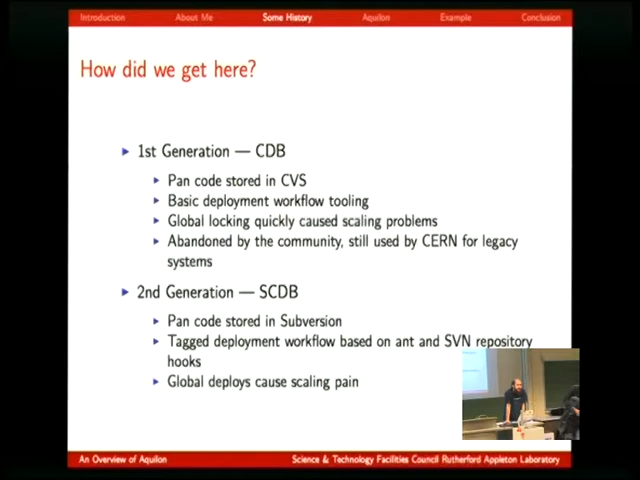 Introduction About Me Some History Aquilon Example Conclusion
How did we get here?
1st Generation — CDB
Pan code stored in CVS
Basic deployment workflow tooling
Global locking quickly caused scaling problems
Abandoned by the community, still used by CERN for legacy
systems
2nd Generation — SCDB
Pan code stored in Subversion
Tagged deployment workflow based on ant and SVN repository
hooks
Global deploys cause scaling pain
An Overview of Aquilon Science & Technology Facilities Council Rutherford Appleton Laboratory